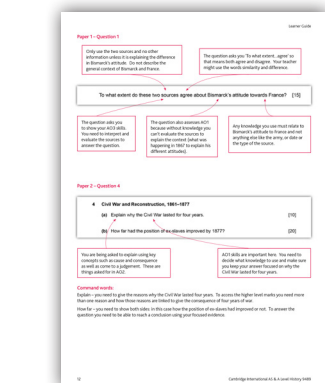 Learner Guide
Paper 1 – Question 1
Only use the two sources and no other
information unless it is explaining the difference
in Bismarck's attitude. Do not describe the
general context of Bismarck and France.
The question asks you 'To what extent.. agree' so
that means both agree and disagree. Your teacher
might use the words similarity and difference.
To what extent do these two sources agree about Bismarck's attitude towards France? [15]
The question asks you
to show your AO3 skills.
You need to interpret and
evaluate the sources to
answer the question.
The question also assesses AO1
because without knowledge you
can't evaluate the sources to
explain the context (what was
happening in 1867 to explain his
different attitudes).
Any knowledge you use must relate to
Bismarck's attitude to France and not
anything else like the army, or date or
the type of the source.
Paper 2 – Question 4
4 Civil War and Reconstruction, 1861–1877
(a) Explain why the Civil War lasted for four years. [10]
(b) How far had the position of ex-slaves improved by 1877? [20]
You are being asked to explain using key
concepts such as cause and consequence
as well as come to a judgement. These are
things asked for in AO2.
AO1 skills are important here. You need to
decide what knowledge to use and make sure
you keep your answer focused on why the
Civil War lasted for four years.
Command words:
Explain – you need to give the reasons why the Civil War lasted four years. To access the higher level marks you need more
than one reason and how those reasons are linked to give the consequence of four years of war.
How far – you need to show both sides, in this case how the position of ex-slaves had improved or not. To answer the
question you need to be able to reach a conclusion using your focused evidence.
12
Cambridge International AS & A Level History 9489